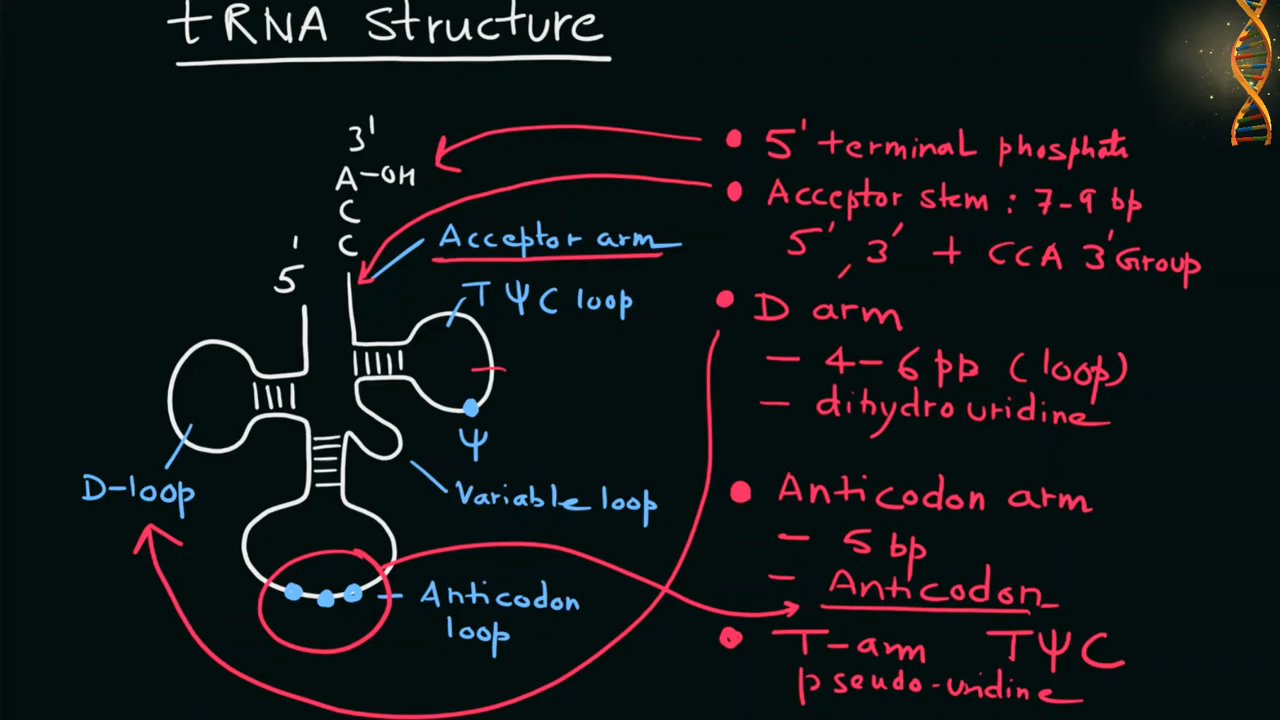 tRNA structure
3'
A-OH
C
C
5'
Acceptor arm
TΨC loop
Ψ
D-loop
Variable loop
Anticodon
loop
• 5' terminal phosphate
• Acceptor stem : 7-9 bp
5', 3' + CCA 3' Group
• D arm
- 4-6 pp (loop)
- dihydrouridine
• Anticodon arm
- 5 bp
- Anticodon
• T-arm TΨC
pseudo-uridine